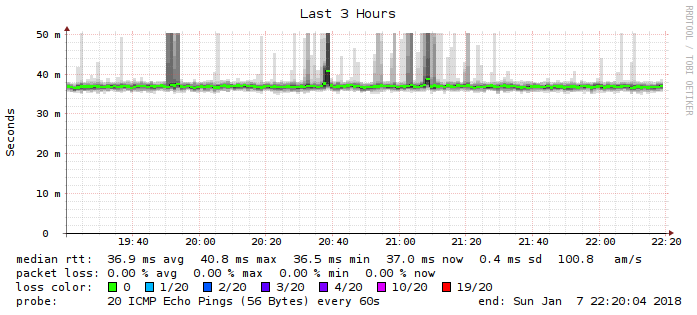 Last 3 Hours
RRDTOOL / TOBI OETIKER
Seconds
50 m
40 m
30 m
20 m
10 m
0
19:40 20:00 20:20 20:40 21:00 21:20 21:40 22:00 22:20
median rtt: 36.9 ms avg 40.8 ms max 36.5 ms min 37.0 ms now 0.4 ms sd 100.8 am/s
packet loss: 0.00 % avg 0.00 % max 0.00 % min 0.00 % now
loss color: 0 1/20 2/20 3/20 4/20 10/20 19/20
probe: 20 ICMP Echo Pings (56 Bytes) every 60s end: Sun Jan 7 22:20:04 2018